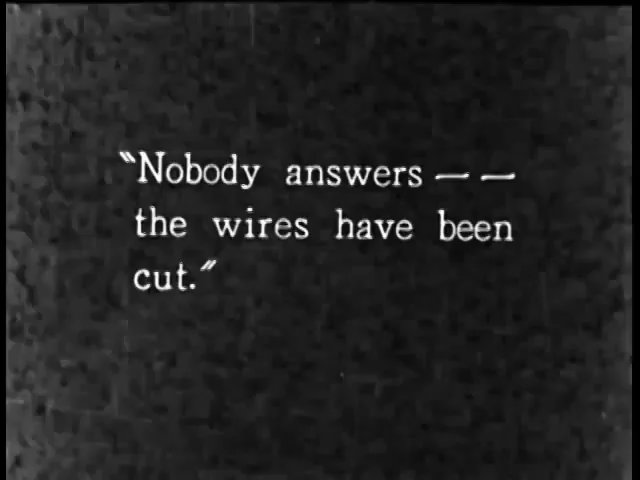 "Nobody answers — —
the wires have been
cut."